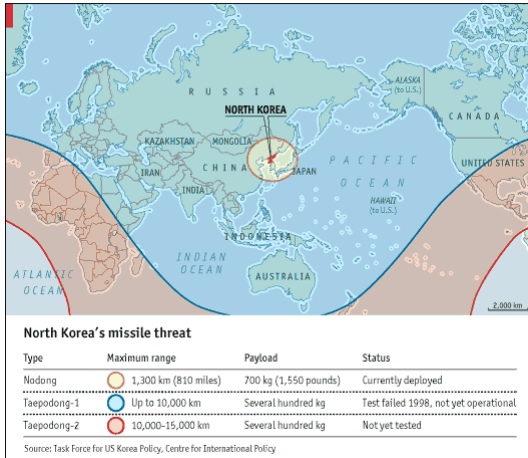 ALASKA
(to U.S.)
R U S S I A
NORTH KOREA
CANADA
KAZAKHSTAN
MONGOLIA
PACIFIC
UNITED STATES
CHINA
JAPAN
IRAN
OCEAN
INDIA
HAWAII
(to U.S.)
INDONESIA
INDIAN
OCEAN
ATLANTIC
OCEAN
AUSTRALIA
2,000 km
North Korea's missile threat
Type Maximum range Payload Status
Nodong 1,300 km (810 miles) 700 kg (1,550 pounds) Currently deployed
Taepodong-1 Up to 10,000 km Several hundred kg Test failed 1998, not yet operational
Taepodong-2 10,000-15,000 km Several hundred kg Not yet tested
Source: Task Force for US Korea Policy, Centre for International Policy